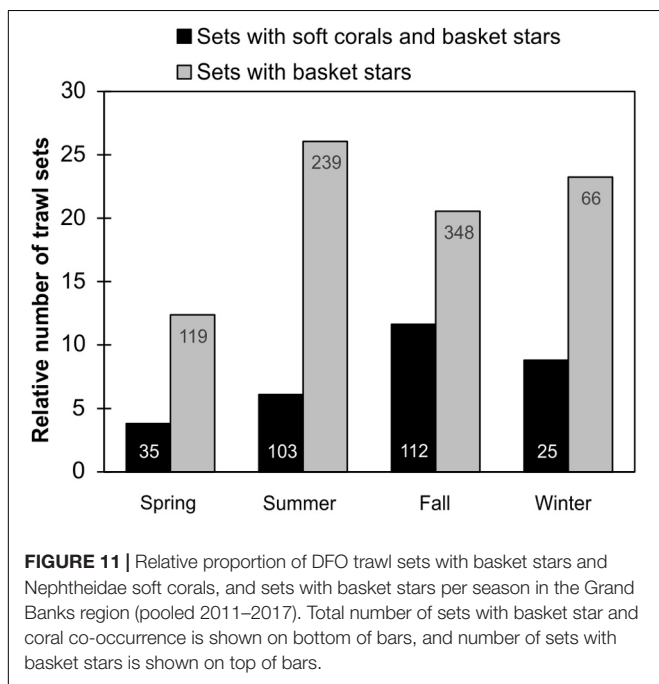 Sets with soft corals and basket stars
Sets with basket stars
Relative number of trawl sets
30
25
20
15
10
5
0
35
119
103
239
112
348
25
66
Spring Summer Fall Winter
FIGURE 11 | Relative proportion of DFO trawl sets with basket stars and
Nephtheidae soft corals, and sets with basket stars per season in the Grand
Banks region (pooled 2011–2017). Total number of sets with basket star and
coral co-occurrence is shown on bottom of bars, and number of sets with
basket stars is shown on top of bars.